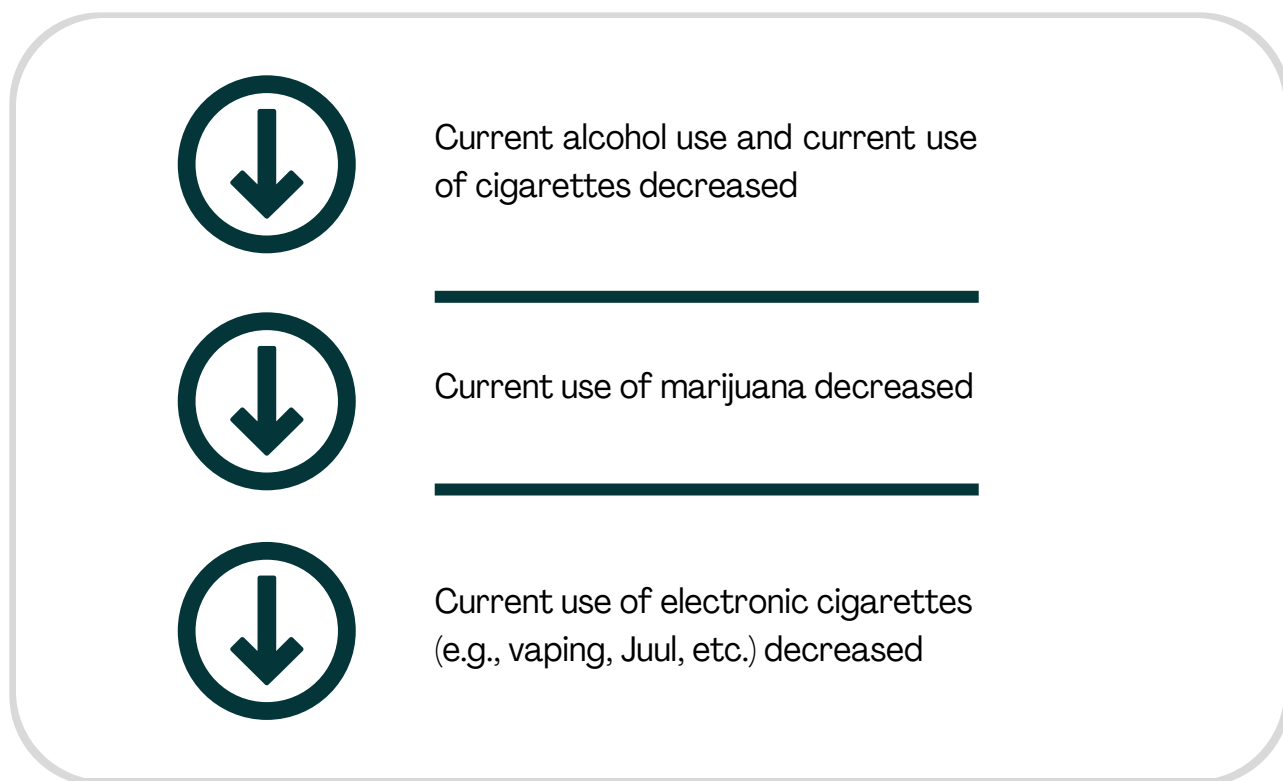 Current alcohol use and current use
of cigarettes decreased
Current use of marijuana decreased
Current use of electronic cigarettes
(e.g., vaping, Juul, etc.) decreased